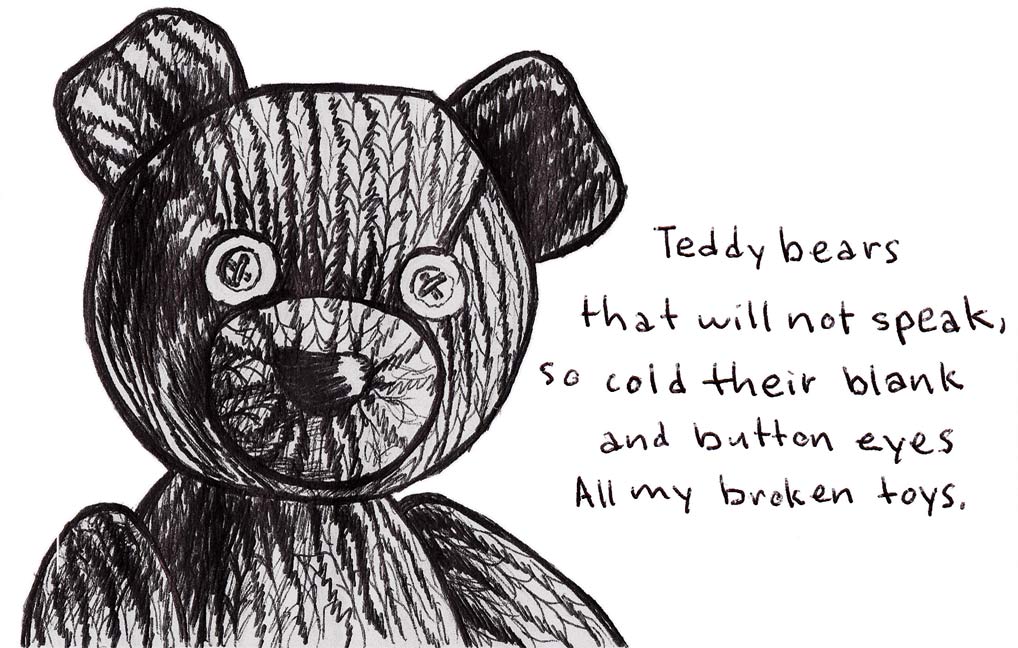 Teddy bears
that will not speak,
so cold their blank
and button eyes
All my broken toys.